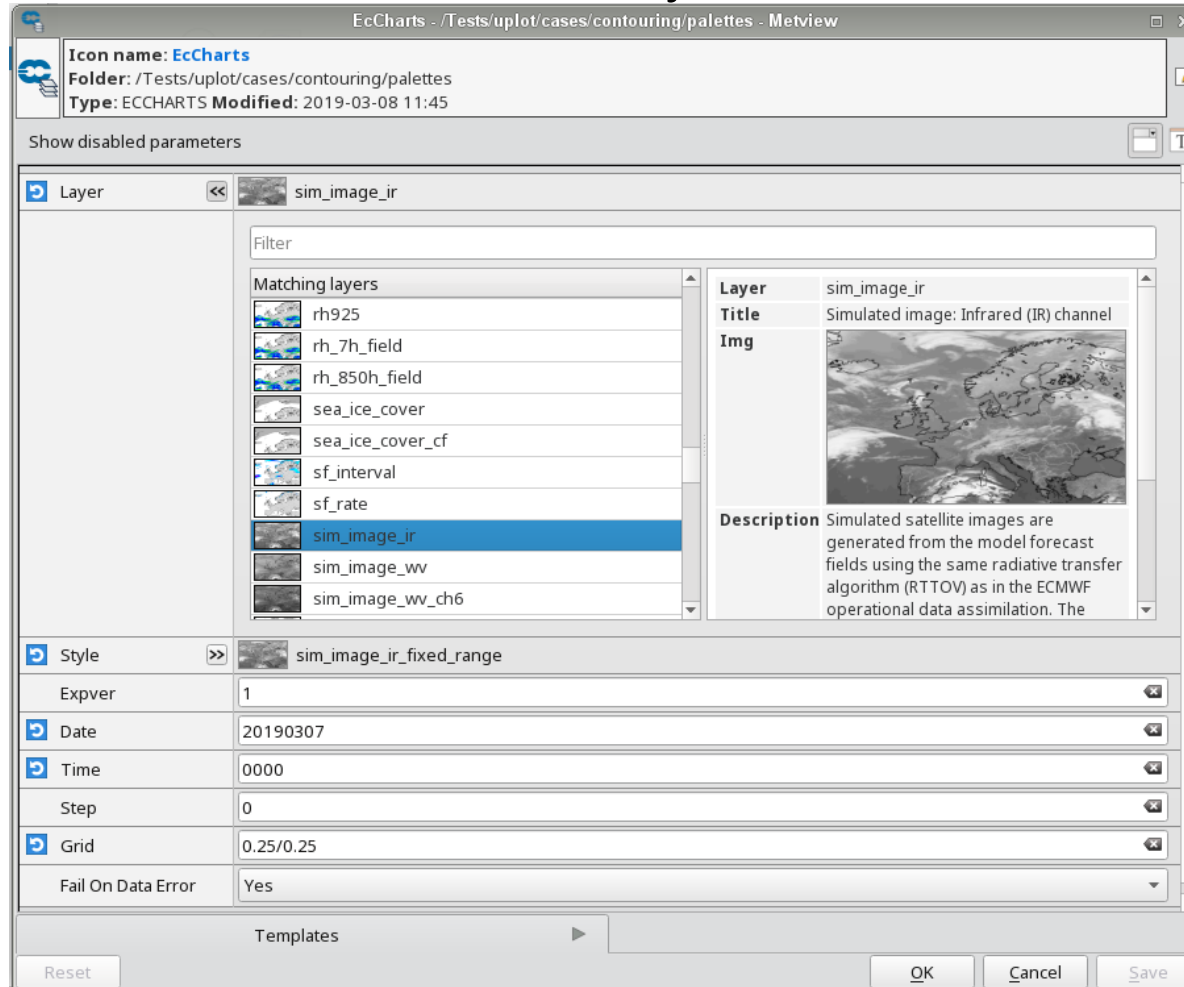 EcCharts - /Tests/uplot/cases/contouring/palettes - Metview
Icon name: EcCharts
Folder: /Tests/uplot/cases/contouring/palettes
Type: ECCHARTS Modified: 2019-03-08 11:45
Show disabled parameters
Layer
sim_image_ir
Filter
Matching layers
rh925
rh_7h_field
rh_850h_field
sea_ice_cover
sea_ice_cover_cf
sf_interval
sf_rate
sim_image_ir
sim_image_wv
sim_image_wv_ch6
Layer sim_image_ir
Title Simulated image: Infrared (IR) channel
Img
Description Simulated satellite images are
generated from the model forecast
fields using the same radiative transfer
algorithm (RTTOV) as in the ECMWF
operational data assimilation. The
Style sim_image_ir_fixed_range
Expver 1
Date 20190307
Time 0000
Step 0
Grid 0.25/0.25
Fail On Data Error Yes
Templates
Reset OK Cancel Save